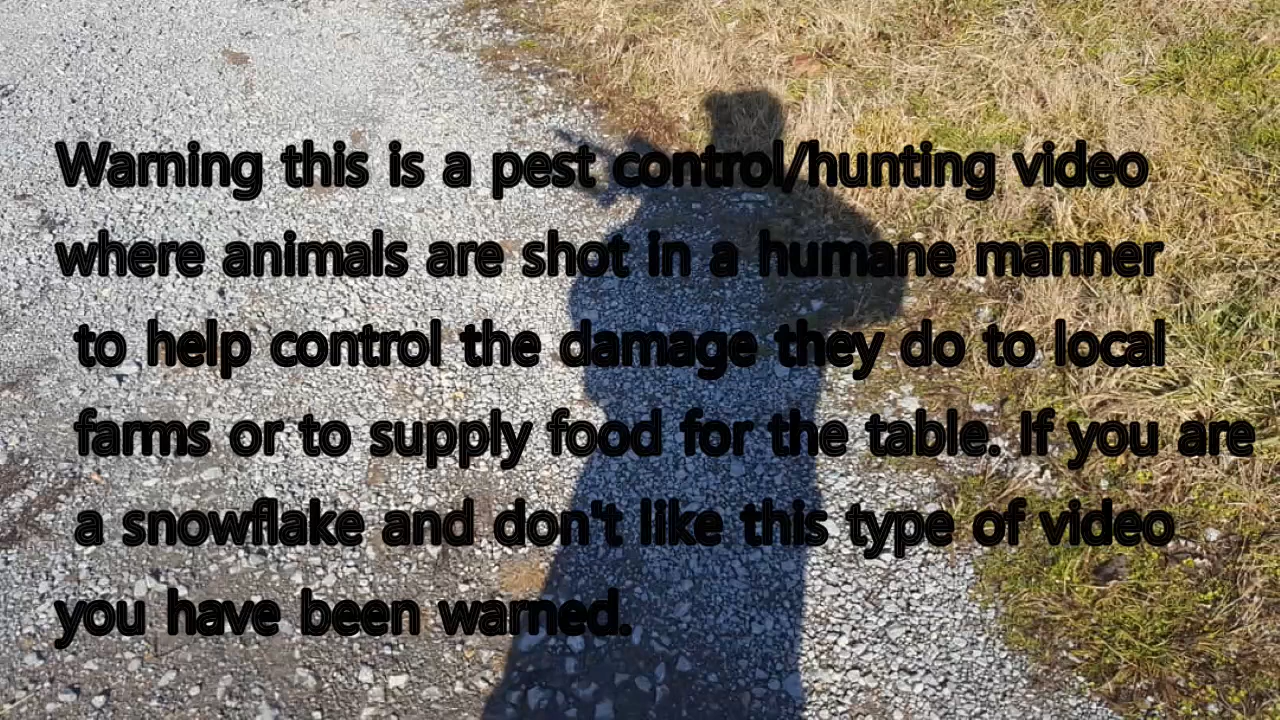 Warning this is a pest control/hunting video
where animals are shot in a humane manner
to help control the damage they do to local
farms or to supply food for the table. If you are
a snowflake and don't like this type of video
you have been warned.